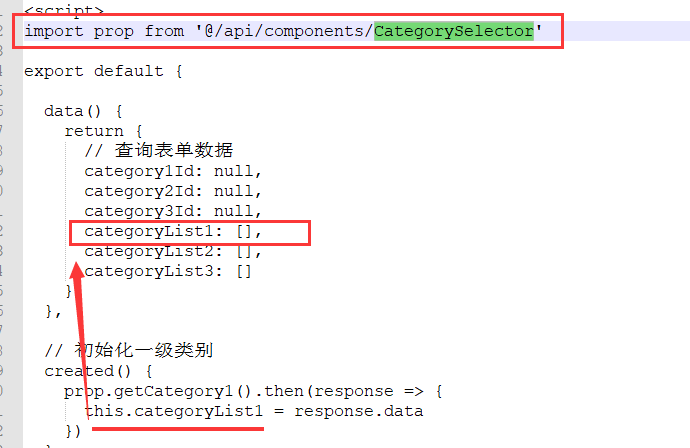 <script>
import prop from '@/api/components/CategorySelector'
export default {
data() {
return {
// 查询表单数据
category1Id: null,
category2Id: null,
category3Id: null,
categoryList1: [],
categoryList2: [],
categoryList3: []
}
},
// 初始化一级类别
created() {
prop.getCategory1().then(response => {
this.categoryList1 = response.data
})